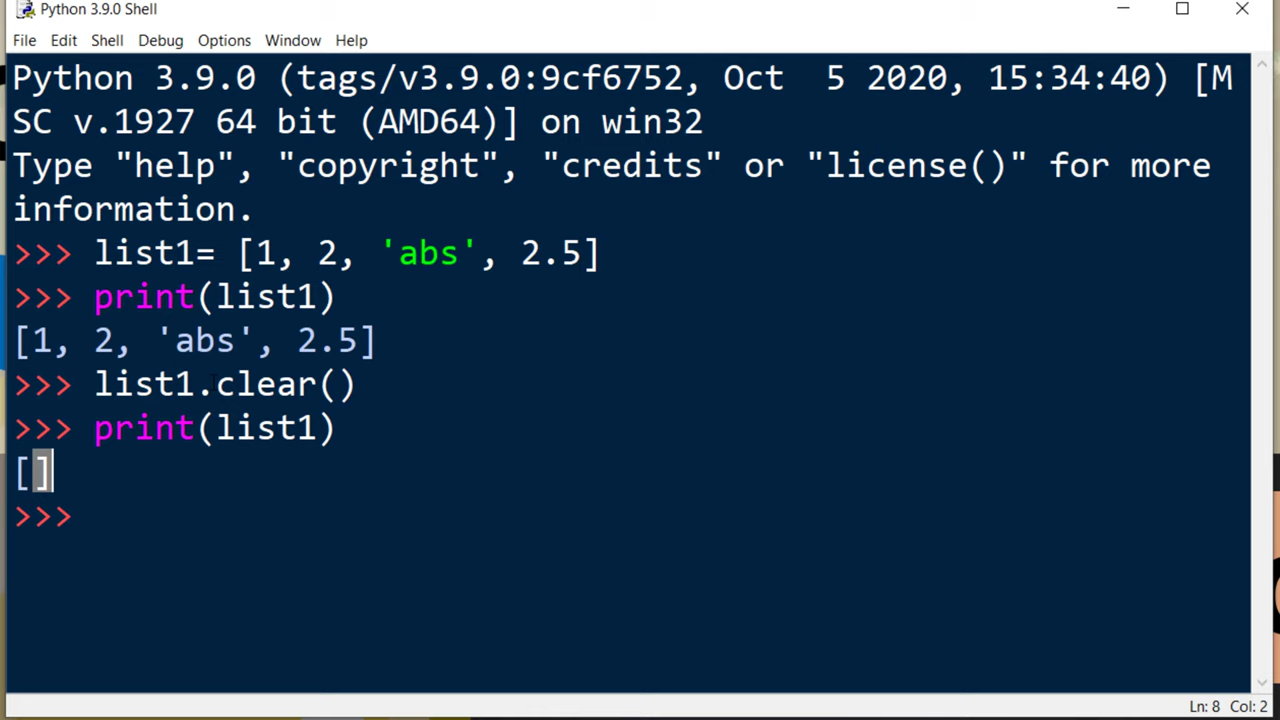 Python 3.9.0 Shell
File Edit Shell Debug Options Window Help
Python 3.9.0 (tags/v3.9.0:9cf6752, Oct  5 2020, 15:34:40) [M
SC v.1927 64 bit (AMD64)] on win32
Type "help", "copyright", "credits" or "license()" for more
information.
>>> list1= [1, 2, 'abs', 2.5]
>>> print(list1)
[1, 2, 'abs', 2.5]
>>> list1.clear()
>>> print(list1)
[]
>>>
Ln: 8 Col: 2